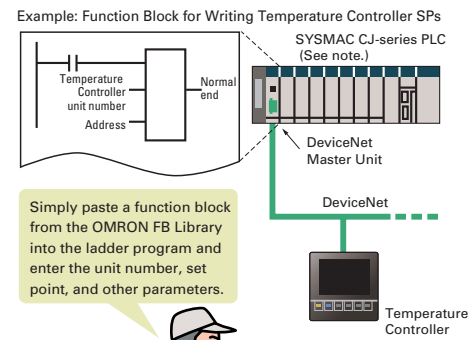 Example: Function Block for Writing Temperature Controller SPs
SYSMAC CJ-series PLC
(See note.)
Temperature
Controller
unit number
Address
Normal
end
DeviceNet
Master Unit
DeviceNet
Simply paste a function block
from the OMRON FB Library
into the ladder program and
enter the unit number, set
point, and other parameters.
Temperature
Controller